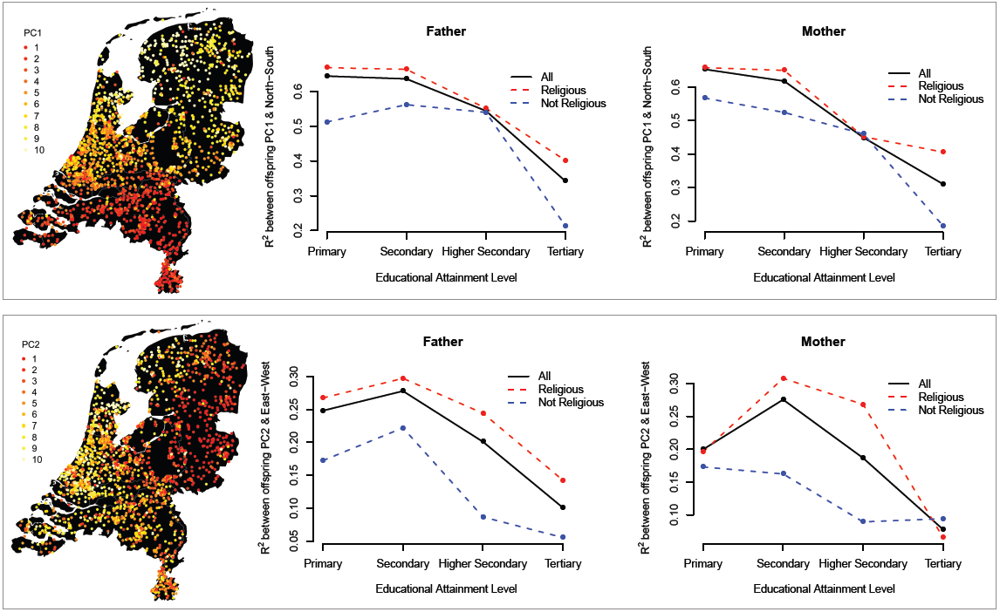 PC1
1
2
3
4
5
6
7
8
9
10
Father
R2 between offspring PC1 & North−South
0.6
0.5
0.4
0.3
0.2
All
Religious
Not Religious
Primary
Secondary
Higher Secondary
Tertiary
Educational Attainment Level
Mother
R2 between offspring PC1 & North−South
0.6
0.5
0.4
0.3
0.2
All
Religious
Not Religious
Primary
Secondary
Higher Secondary
Tertiary
Educational Attainment Level
PC2
1
2
3
4
5
6
7
8
9
10
Father
R2 between offspring PC2 & East−West
0.30
0.25
0.20
0.15
0.10
0.05
All
Religious
Not Religious
Primary
Secondary
Higher Secondary
Tertiary
Educational Attainment Level
Mother
R2 between offspring PC2 & East−West
0.30
0.25
0.20
0.15
0.10
All
Religious
Not Religious
Primary
Secondary
Higher Secondary
Tertiary
Educational Attainment Level